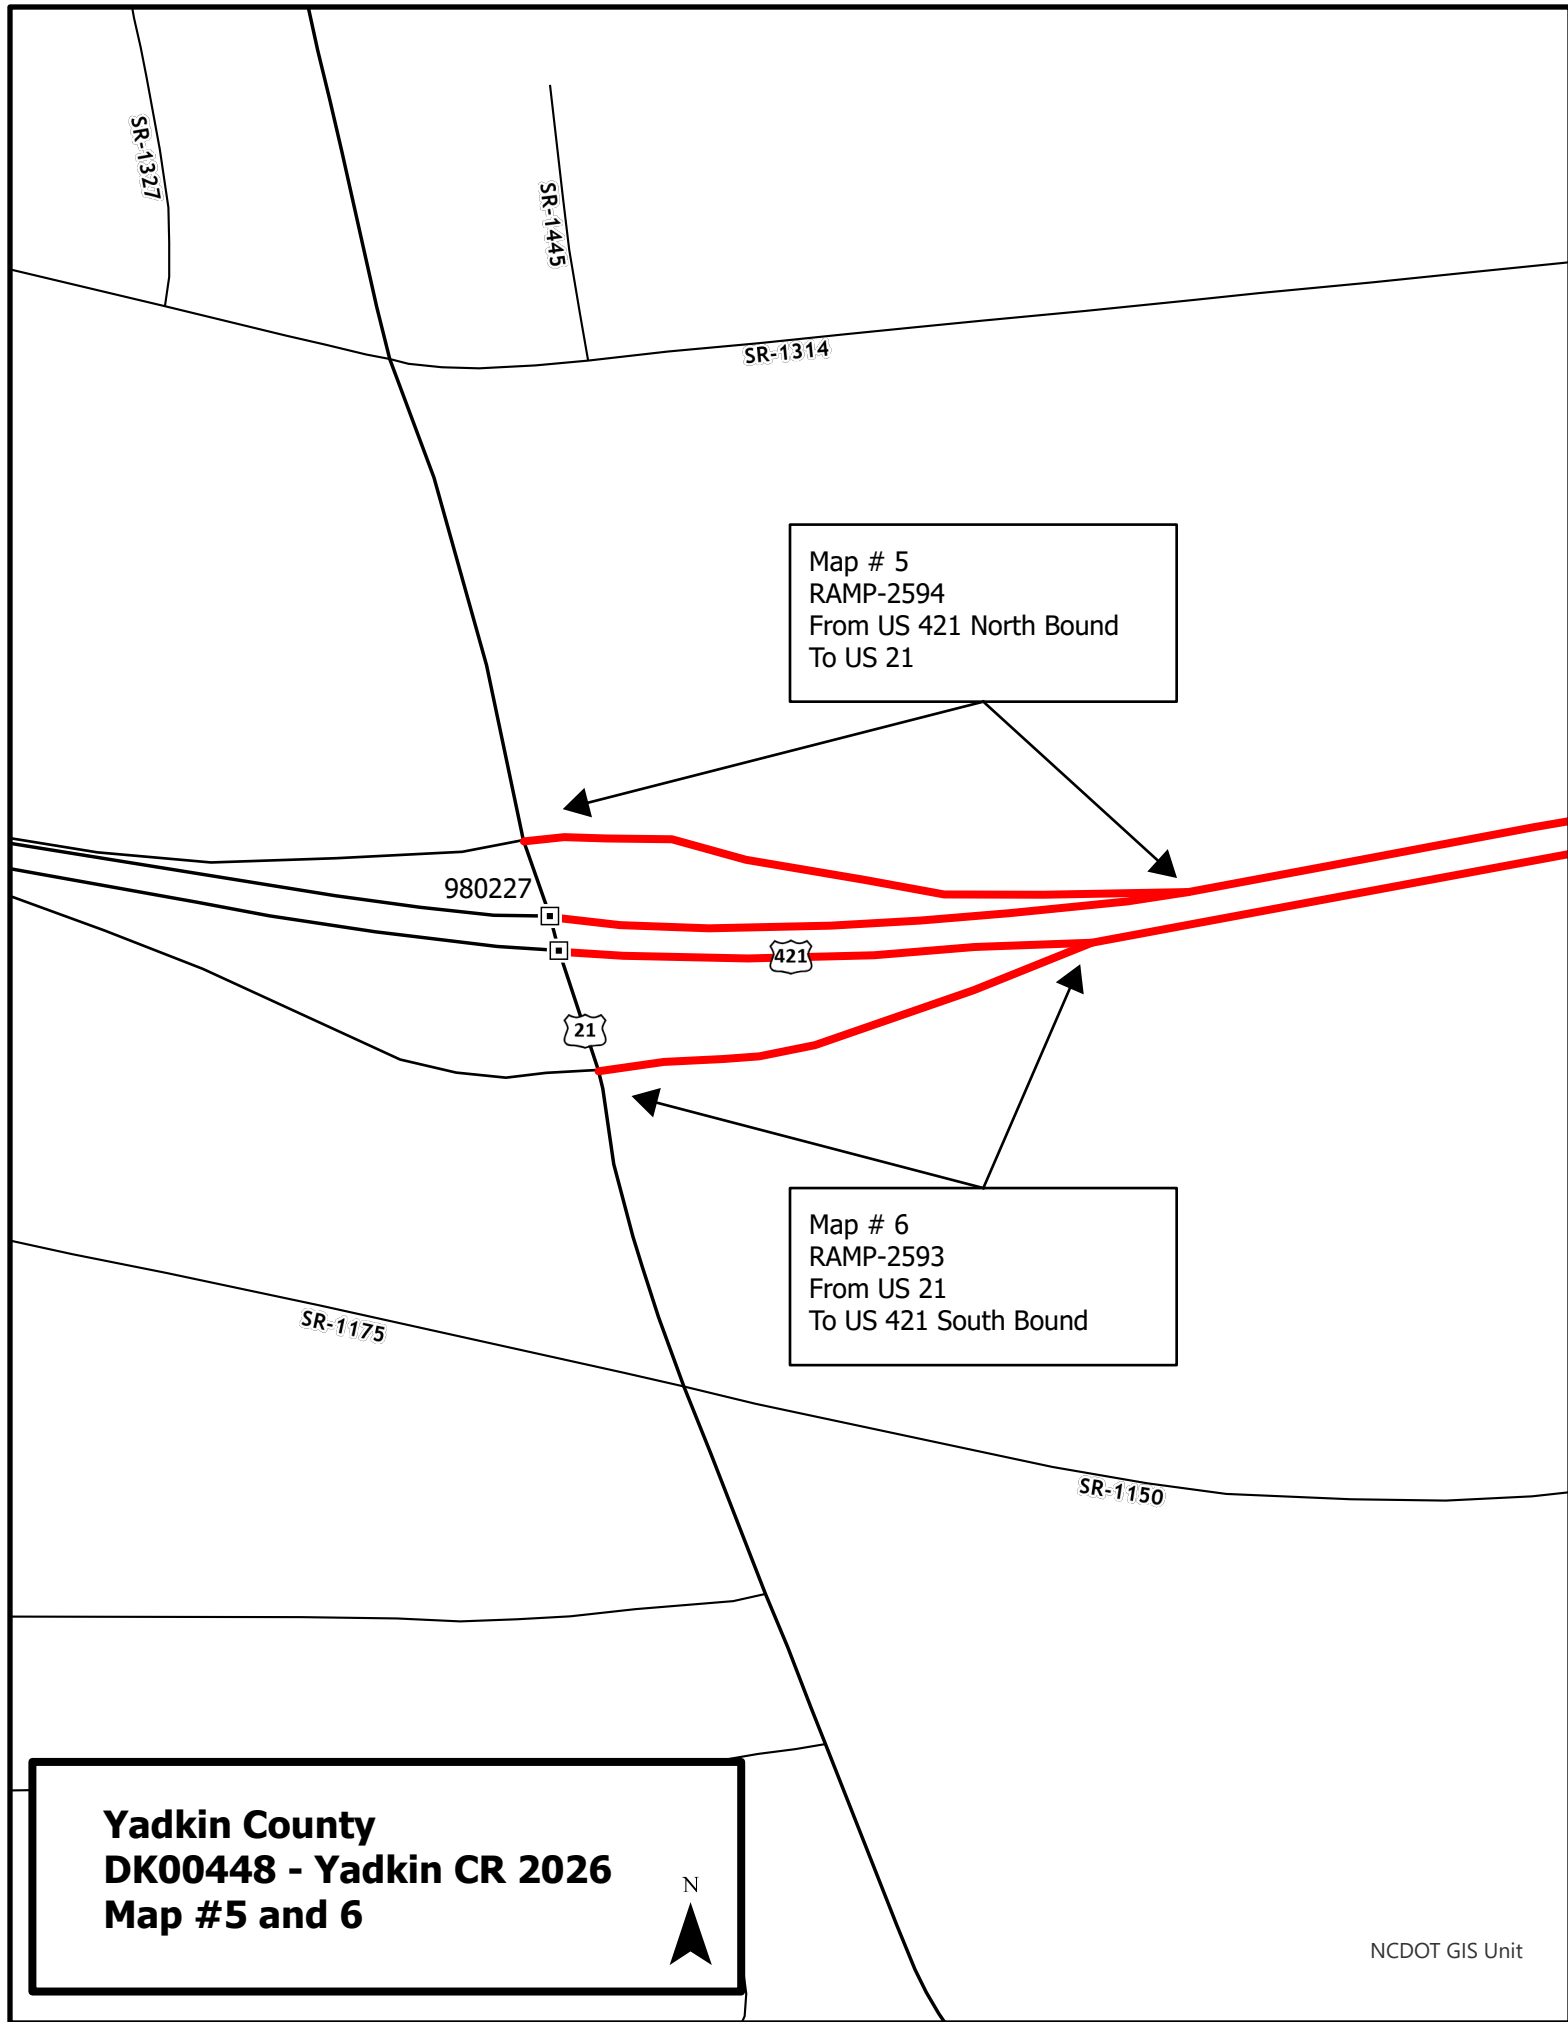 SR-1327
SR-1445
SR-1314
Map # 5
RAMP-2594
From US 421 North Bound
To US 21
980227
421
21
Map # 6
RAMP-2593
From US 21
To US 421 South Bound
SR-1175
SR-1150
Yadkin County
DK00448 - Yadkin CR 2026
Map #5 and 6
N
NCDOT GIS Unit